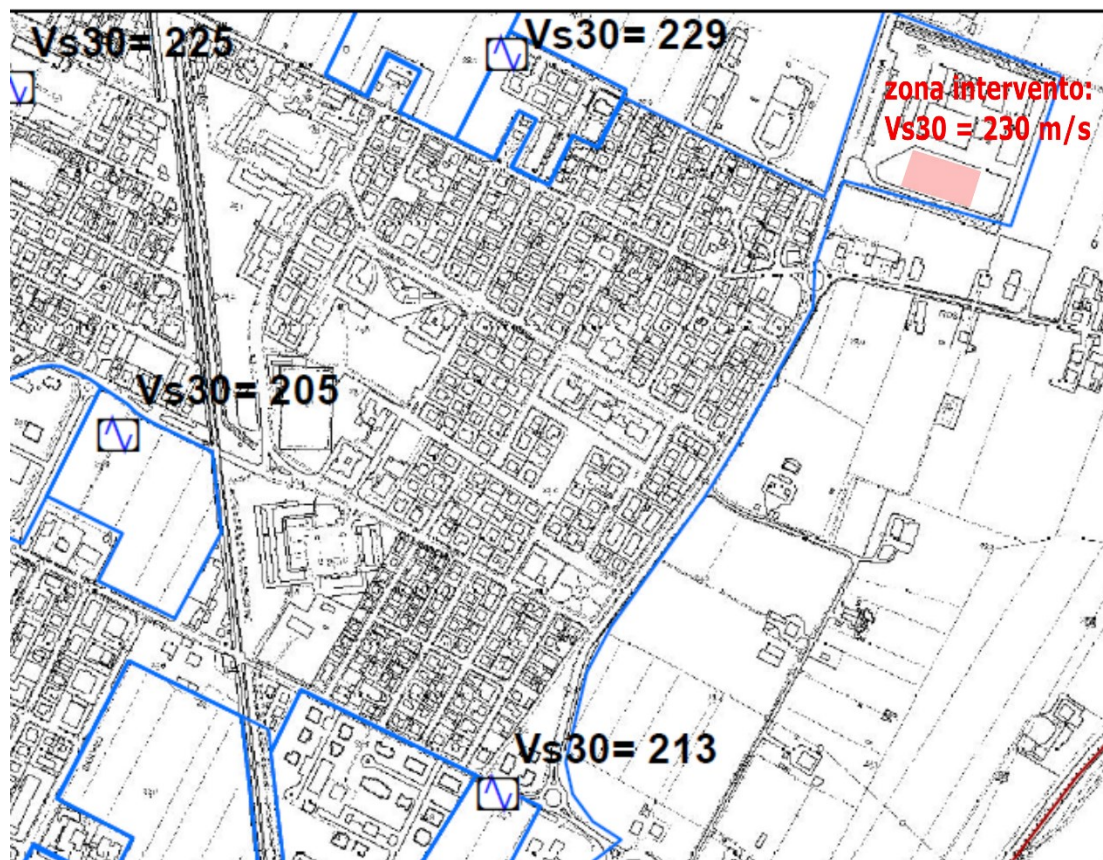 Vs30= 225
Vs30= 229
zona intervento:
Vs30 = 230 m/s
Vs30= 205
Vs30= 213